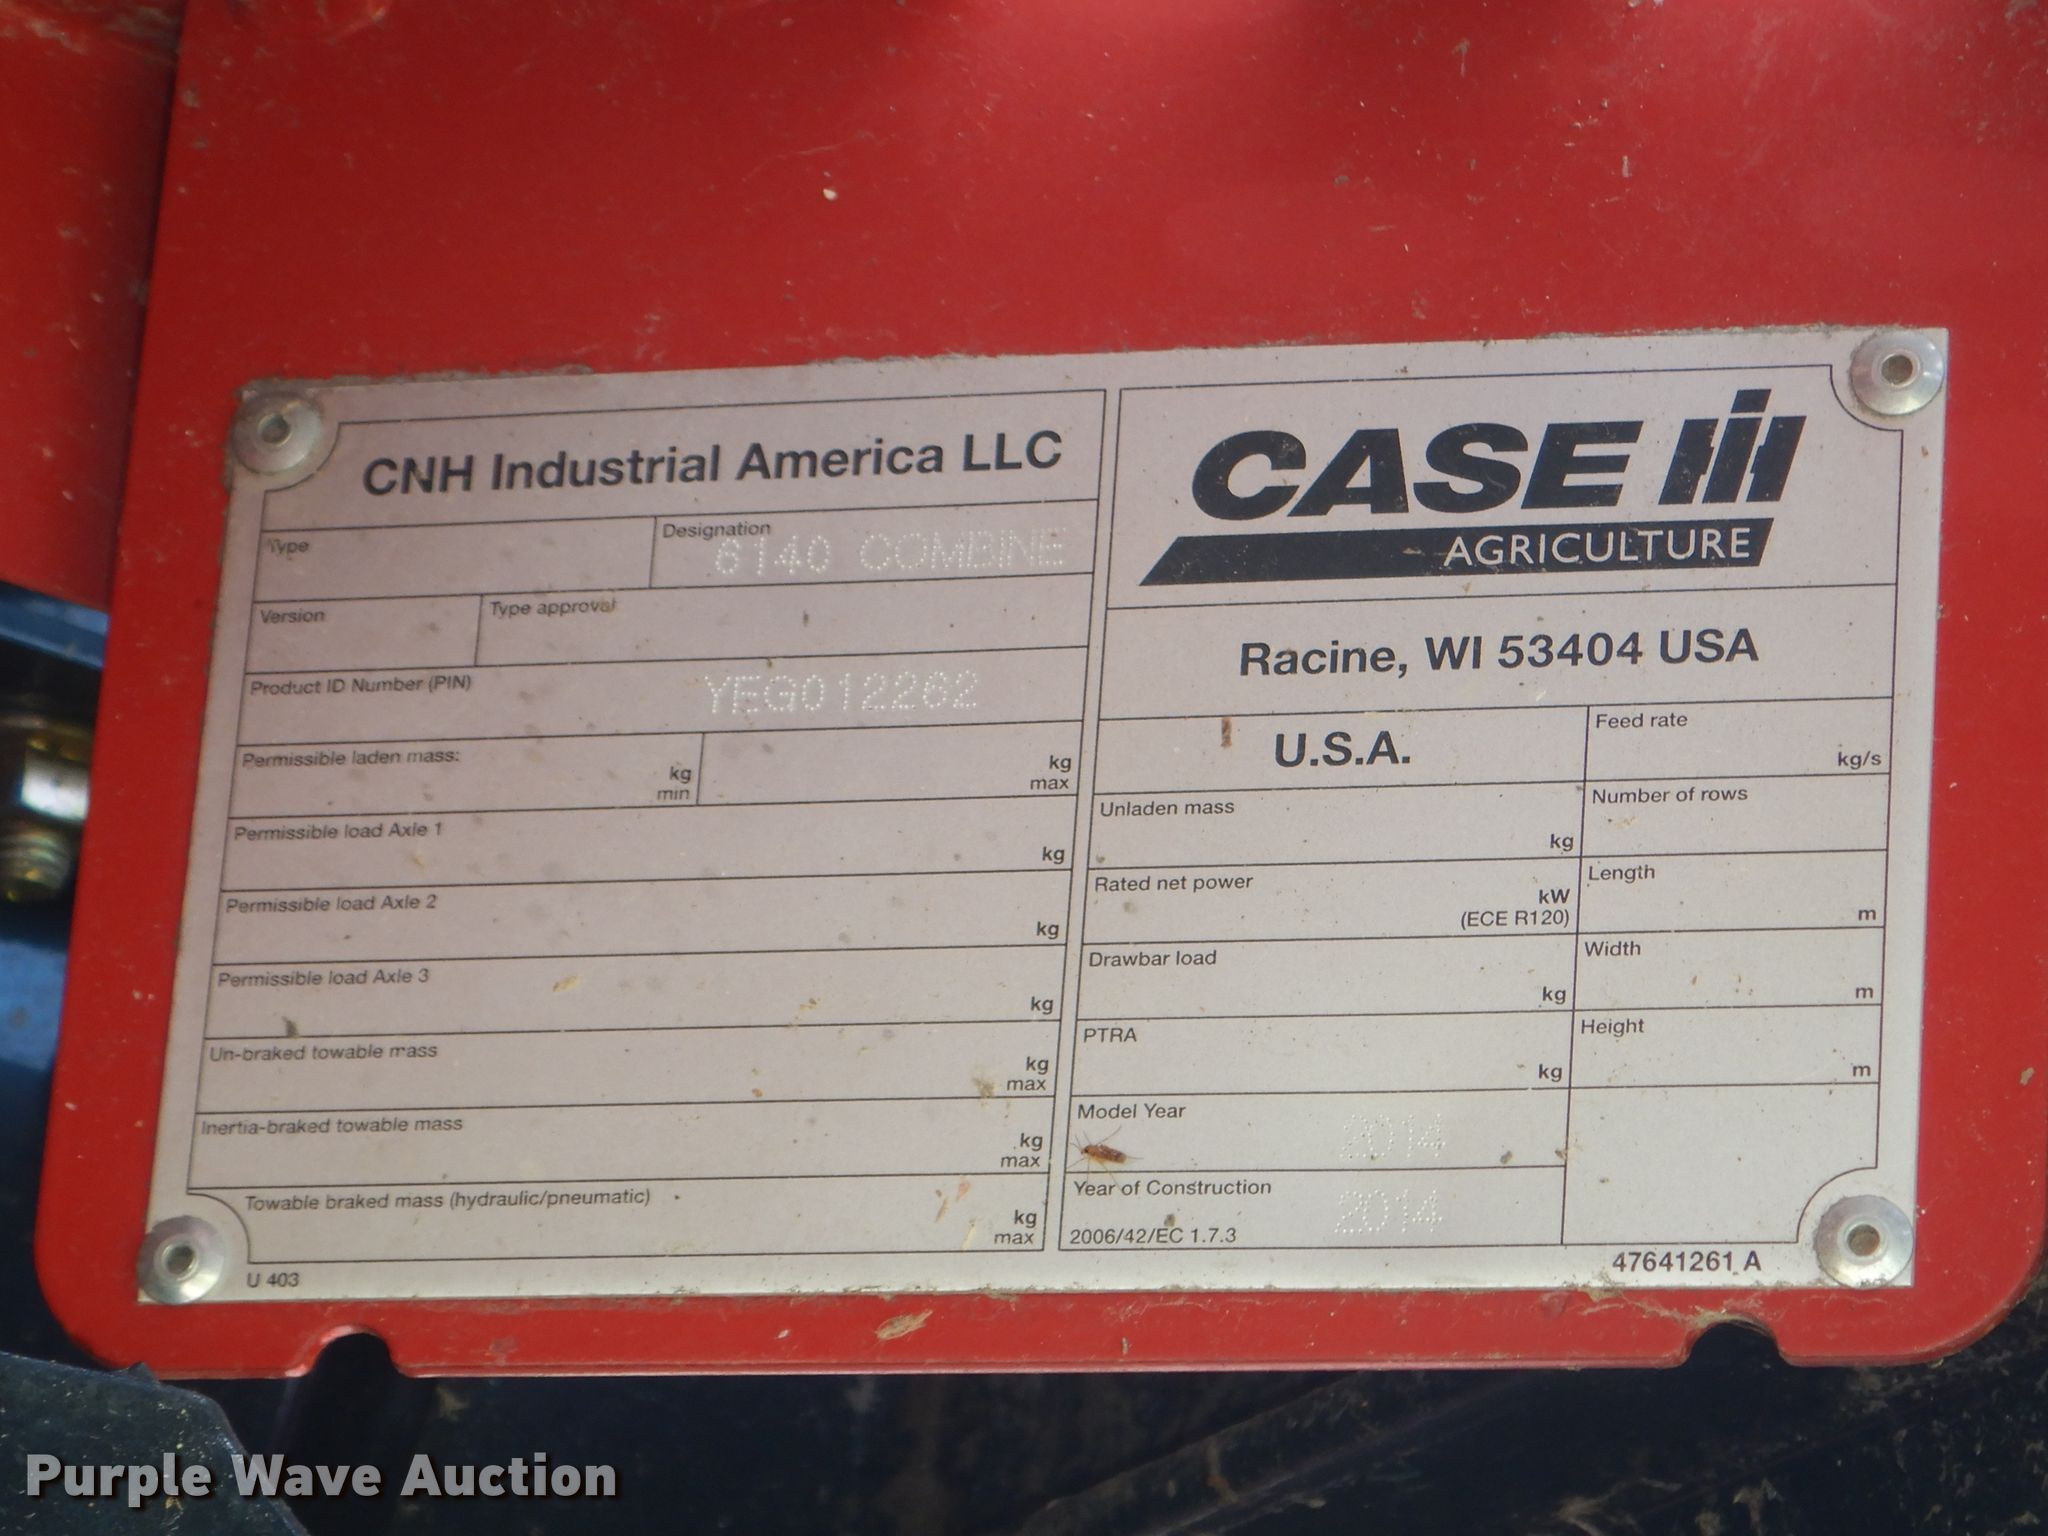 CNH Industrial America LLC
Type
Designation
6140 COMBINE
Version
Type approval
Product ID Number (PIN)
YEG012262
Permissible laden mass:
kg
min
kg
max
Permissible load Axle 1
kg
Permissible load Axle 2
kg
Permissible load Axle 3
kg
Un-braked towable mass
kg
max
Inertia-braked towable mass
kg
max
Towable braked mass (hydraulic/pneumatic)
kg
max
U 403
CASE IH
AGRICULTURE
Racine, WI 53404 USA
U.S.A.
Feed rate
kg/s
Unladen mass
kg
Number of rows
Rated net power
kW
(ECE R120)
Length
m
Drawbar load
kg
Width
m
PTRA
kg
Height
m
Model Year
2014
Year of Construction
2014
2006/42/EC 1.7.3
47641261 A
Purple Wave Auction